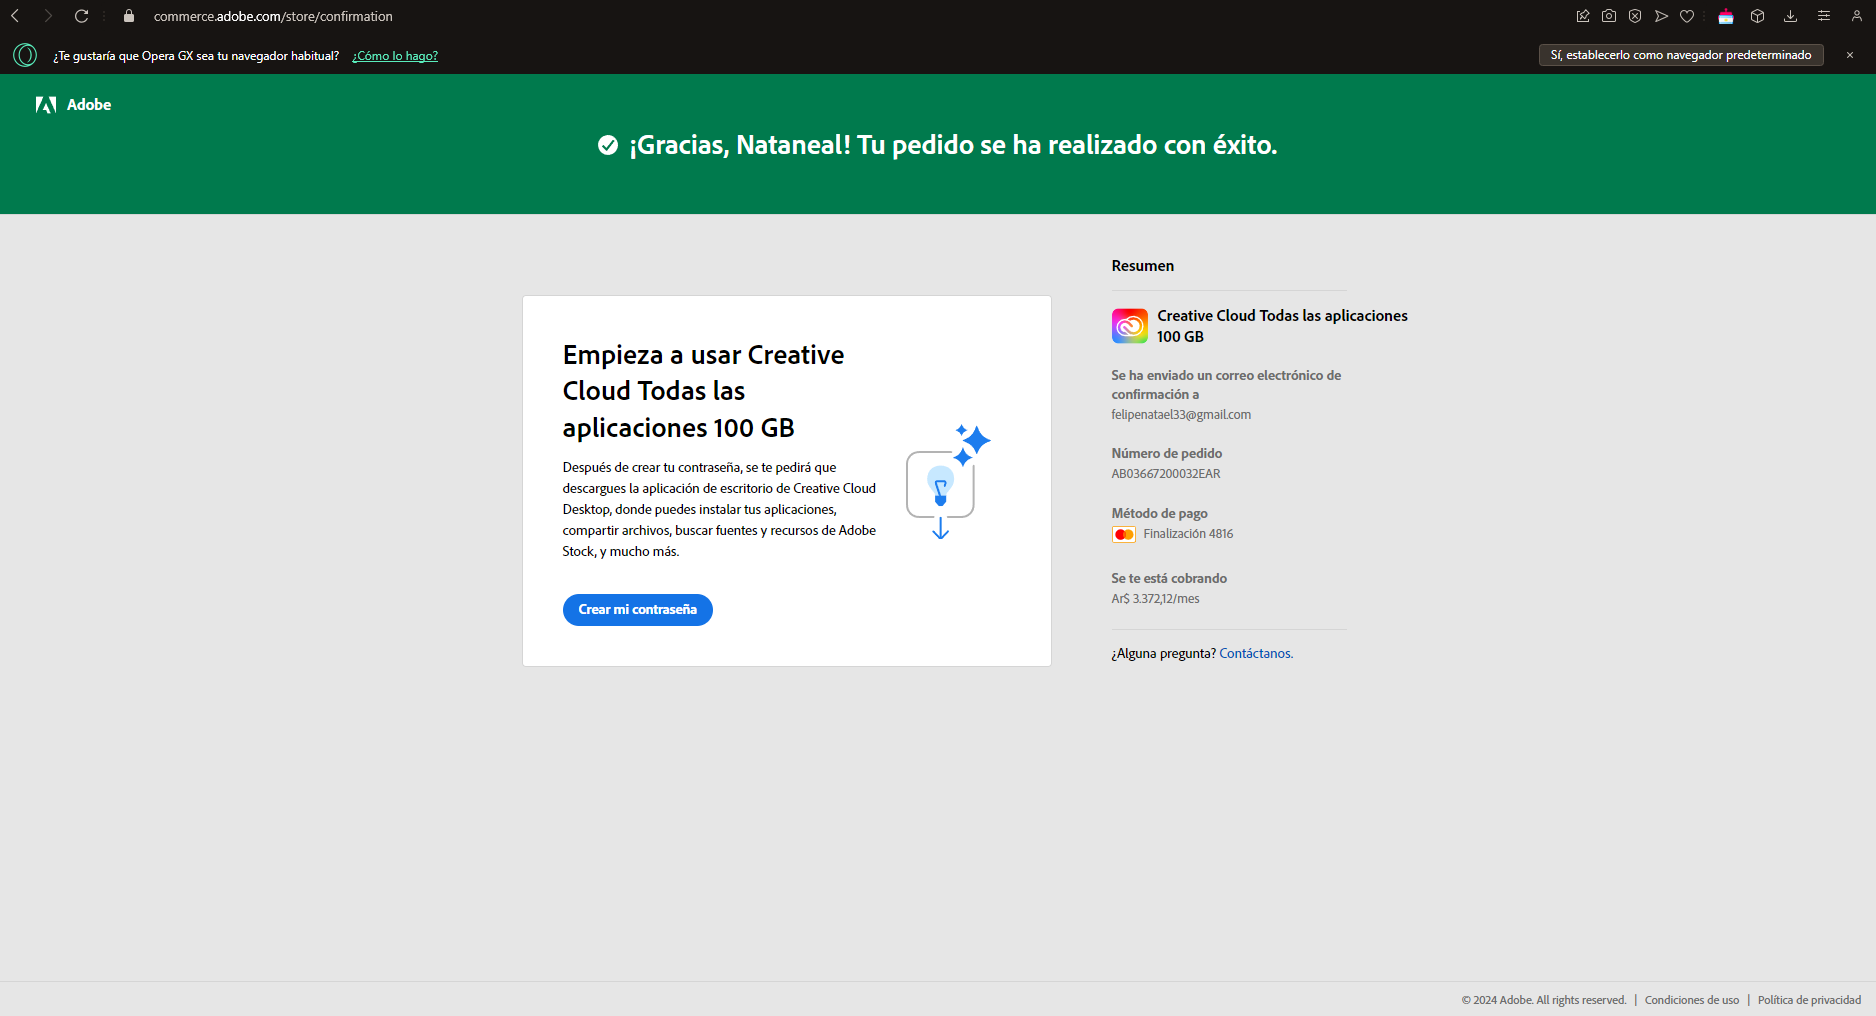 commerce.adobe.com/store/confirmation
¿Te gustaría que Opera GX sea tu navegador habitual? ¿Cómo lo hago?
Sí, establecerlo como navegador predeterminado
Adobe
¡Gracias, Nataneal! Tu pedido se ha realizado con éxito.
Empieza a usar Creative
Cloud Todas las
aplicaciones 100 GB
Después de crear tu contraseña, se te pedirá que
descargues la aplicación de escritorio de Creative Cloud
Desktop, donde puedes instalar tus aplicaciones,
compartir archivos, buscar fuentes y recursos de Adobe
Stock, y mucho más.
Crear mi contraseña
Resumen
Creative Cloud Todas las aplicaciones
100 GB
Se ha enviado un correo electrónico de
confirmación a
felipenatael33@gmail.com
Número de pedido
AB03667200032EAR
Método de pago
Finalización 4816
Se te está cobrando
Ar$ 3.372,12/mes
¿Alguna pregunta? Contáctanos.
© 2024 Adobe. All rights reserved. | Condiciones de uso | Política de privacidad